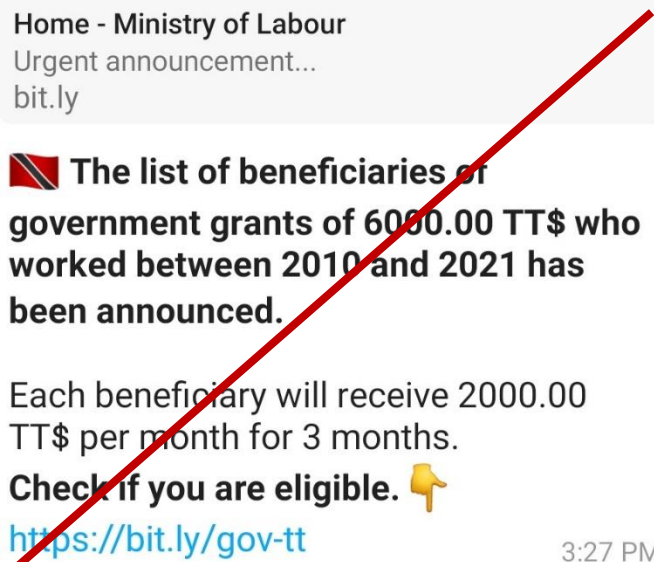 Home - Ministry of Labour
Urgent announcement...
bit.ly
🇹🇹 The list of beneficiaries of
government grants of 6000.00 TT$ who
worked between 2010 and 2021 has
been announced.
Each beneficiary will receive 2000.00
TT$ per month for 3 months.
Check if you are eligible. 👇
https://bit.ly/gov-tt
3:27 PM